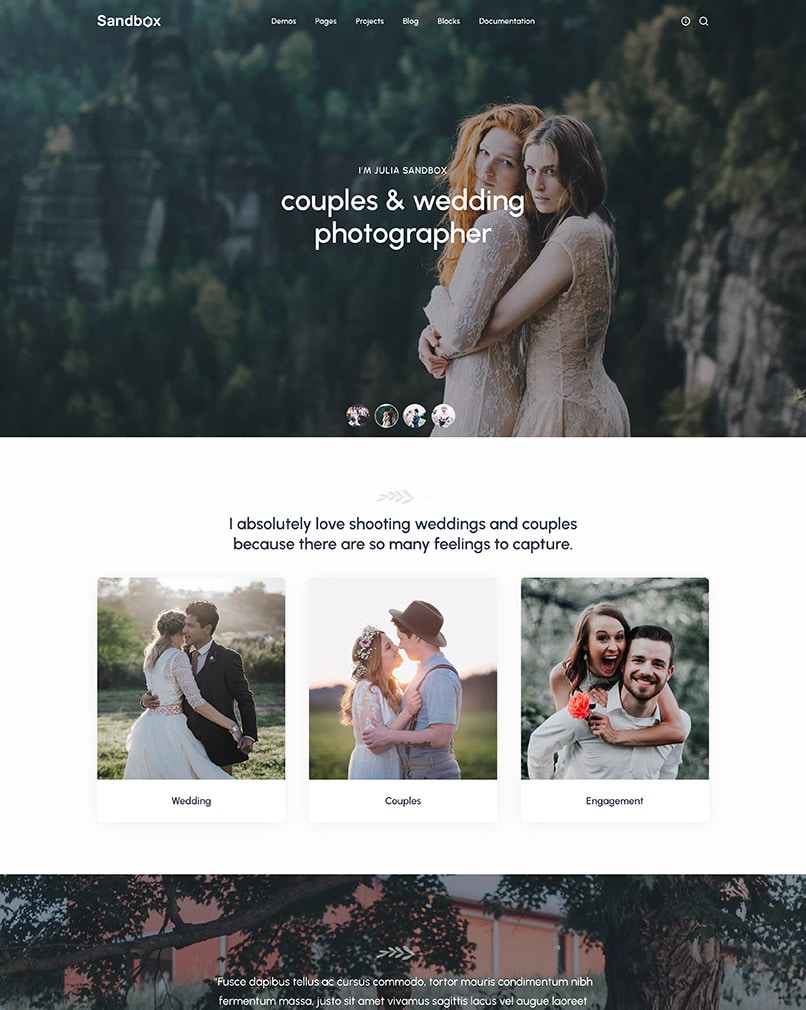 Sandbox
Demos Pages Projects Blog Blocks Documentation
I'M JULIA SANDBOX
couples & wedding
photographer
I absolutely love shooting weddings and couples
because there are so many feelings to capture.
Wedding
Couples
Engagement
"Fusce dapibus tellus ac cursus commodo, tortor mauris condimentum nibh
fermentum massa, justo sit amet vivamus sagittis lacus vel augue laoreet